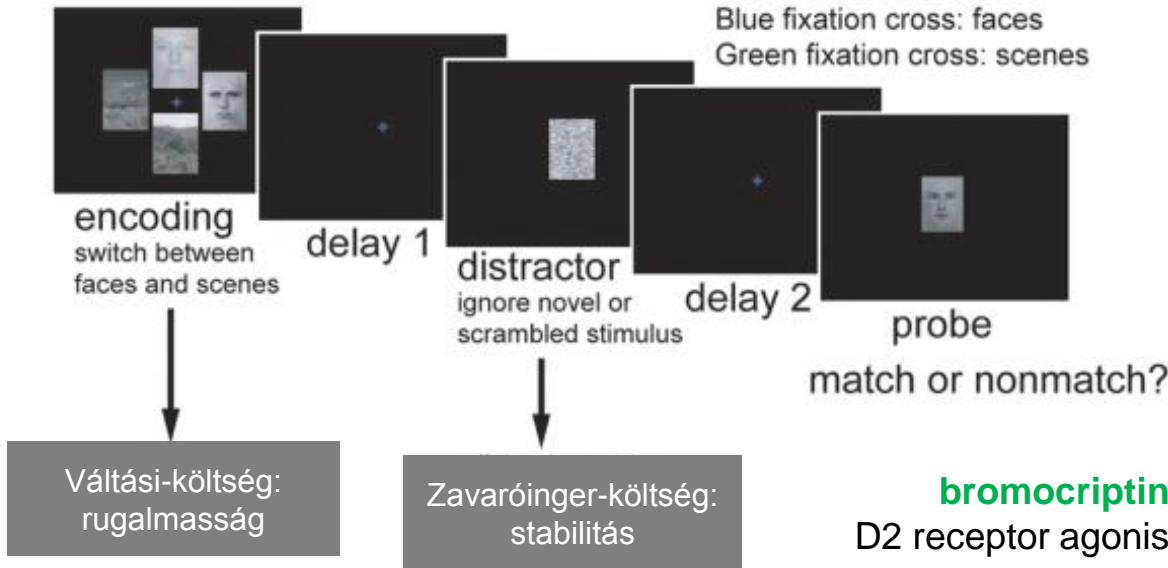 Blue fixation cross: faces
Green fixation cross: scenes
encoding
switch between
faces and scenes
delay 1
distractor
ignore novel or
scrambled stimulus
delay 2
probe
match or nonmatch?
Váltási-költség:
rugalmasság
Zavaróinger-költség:
stabilitás
bromocriptin
D2 receptor agonis